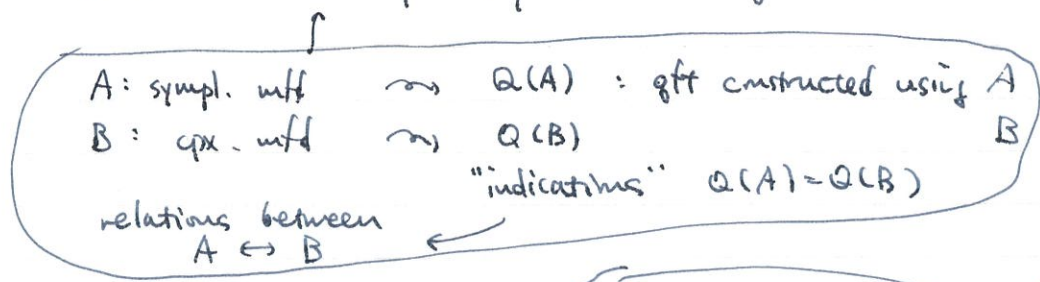 A: sympl. mfd ⇝ Q(A) : qft constructed using A
B: cpx. mfd ⇝ Q(B) B
"indications" Q(A)=Q(B)
relations between
A ↔ B